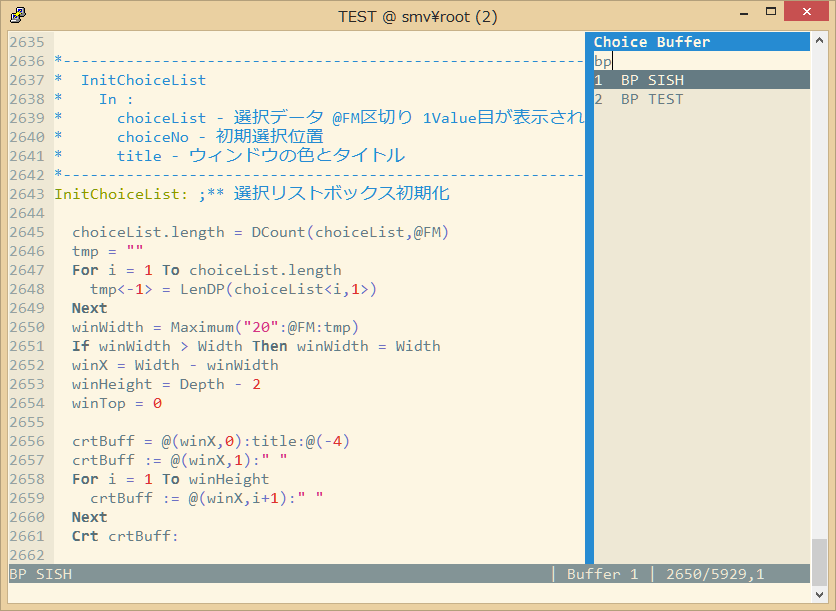 TEST @ smv¥root (2)
2635
2636 *----------------------------------------------------------
2637 *  InitChoiceList
2638 *    In :
2639 *      choiceList - 選択データ @FM区切り 1Value目が表示され
2640 *      choiceNo - 初期選択位置
2641 *      title - ウィンドウの色とタイトル
2642 *----------------------------------------------------------
2643 InitChoiceList: ;** 選択リストボックス初期化
2644
2645   choiceList.length = DCount(choiceList,@FM)
2646   tmp = ""
2647   For i = 1 To choiceList.length
2648     tmp<-1> = LenDP(choiceList<i,1>)
2649   Next
2650   winWidth = Maximum("20":@FM:tmp)
2651   If winWidth > Width Then winWidth = Width
2652   winX = Width - winWidth
2653   winHeight = Depth - 2
2654   winTop = 0
2655
2656   crtBuff = @(winX,0):title:@(-4)
2657   crtBuff := @(winX,1):" "
2658   For i = 1 To winHeight
2659     crtBuff := @(winX,i+1):" "
2660   Next
2661   Crt crtBuff:
2662
Choice Buffer
bp
1  BP SISH
2  BP TEST
BP SISH | Buffer 1 | 2650/5929,1